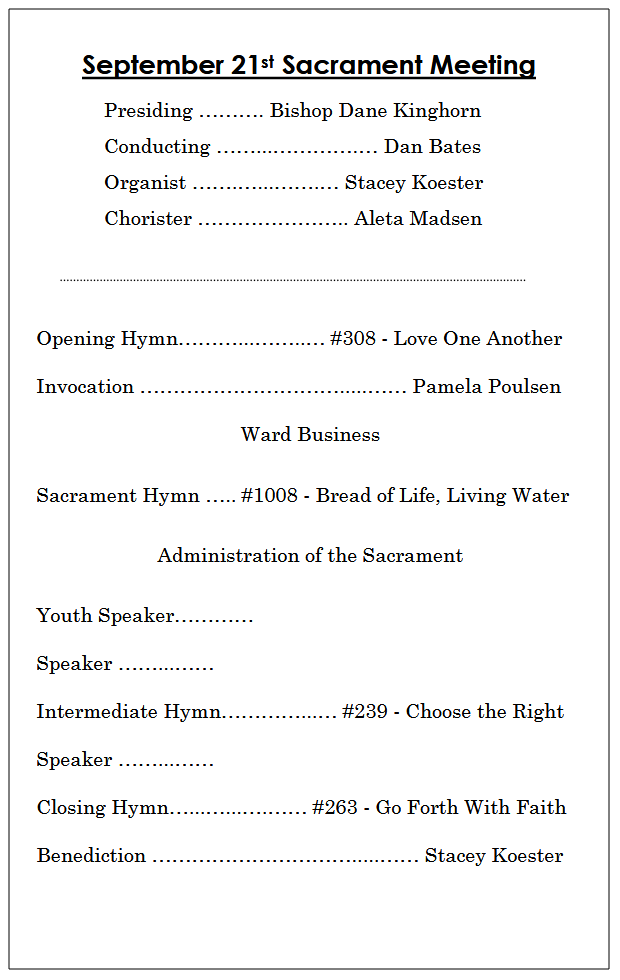 September 21st Sacrament Meeting
Presiding ………. Bishop Dane Kinghorn
Conducting ……..………….… Dan Bates
Organist …….…...…….… Stacey Koester
Chorister ………………….. Aleta Madsen
Opening Hymn………...……..… #308 - Love One Another
Invocation ………………………….....…… Pamela Poulsen
Ward Business
Sacrament Hymn ….. #1008 - Bread of Life, Living Water
Administration of the Sacrament
Youth Speaker…………
Speaker ……...……
Intermediate Hymn…………...… #239 - Choose the Right
Speaker ……...……
Closing Hymn…...…...….…… #263 - Go Forth With Faith
Benediction ………………………….....…… Stacey Koester